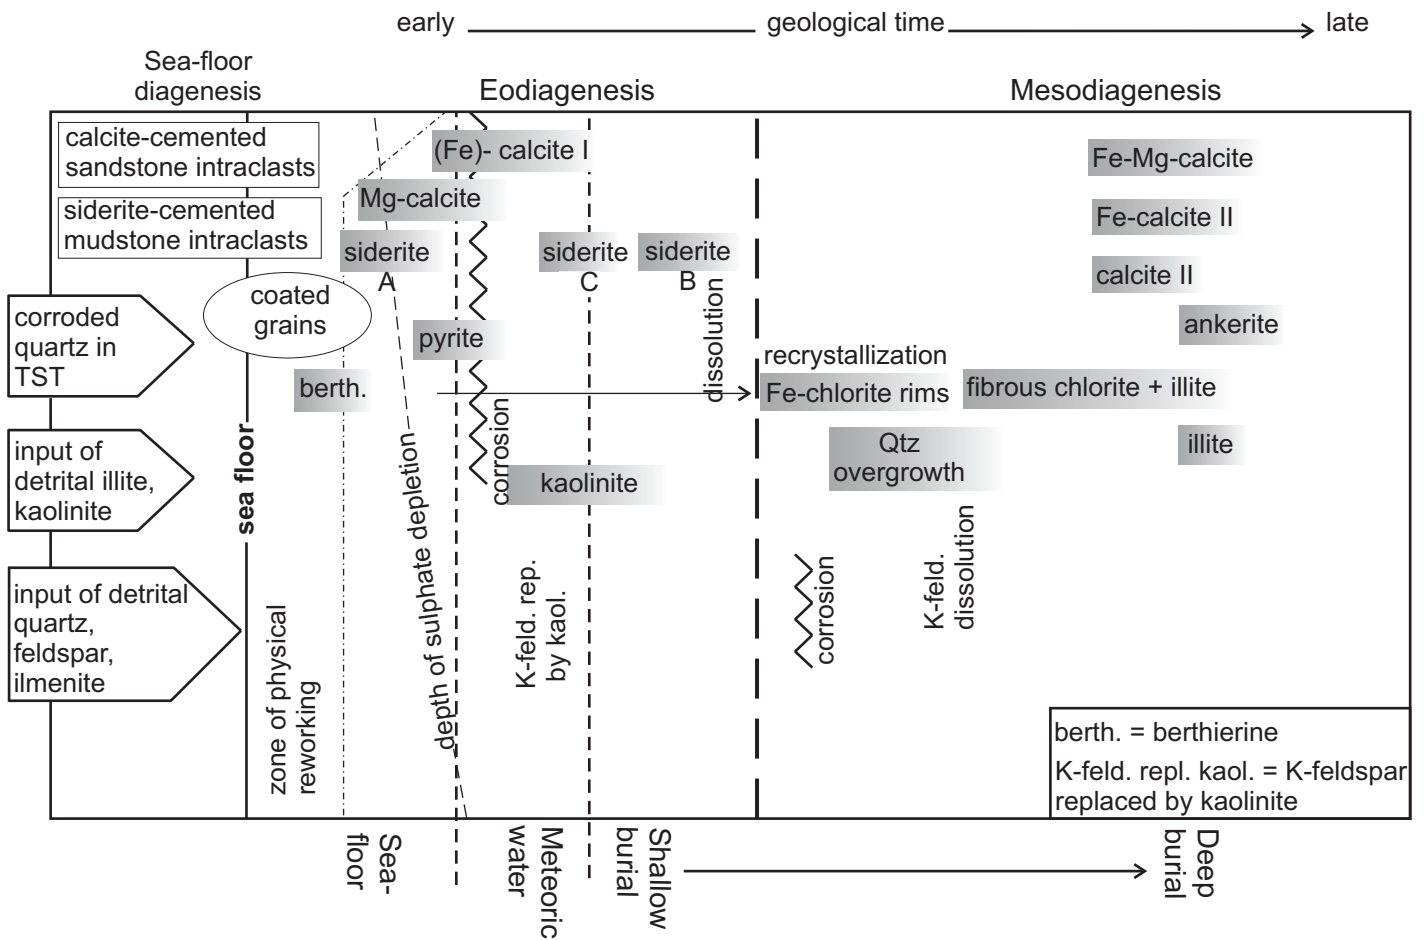 early
geological time
late
Sea-floor
diagenesis
Eodiagenesis
Mesodiagenesis
calcite-cemented
sandstone intraclasts
siderite-cemented
mudstone intraclasts
coated
grains
corroded
quartz in
TST
input of
detrital illite,
kaolinite
input of detrital
quartz,
feldspar,
ilmenite
sea floor
zone of physical
reworking
berth.
(Fe)- calcite I
Mg-calcite
siderite
A
pyrite
depth of sulphate depletion
siderite
C
siderite
B
dissolution
corrosion
kaolinite
K-feld. rep.
by kaol.
recrystallization
Fe-chlorite rims
Qtz
overgrowth
corrosion
K-feld.
dissolution
Fe-Mg-calcite
Fe-calcite II
calcite II
ankerite
fibrous chlorite + illite
illite
berth. = berthierine
K-feld. repl. kaol. = K-feldspar
replaced by kaolinite
Sea-
floor
Meteoric
water
Shallow
burial
Deep
burial